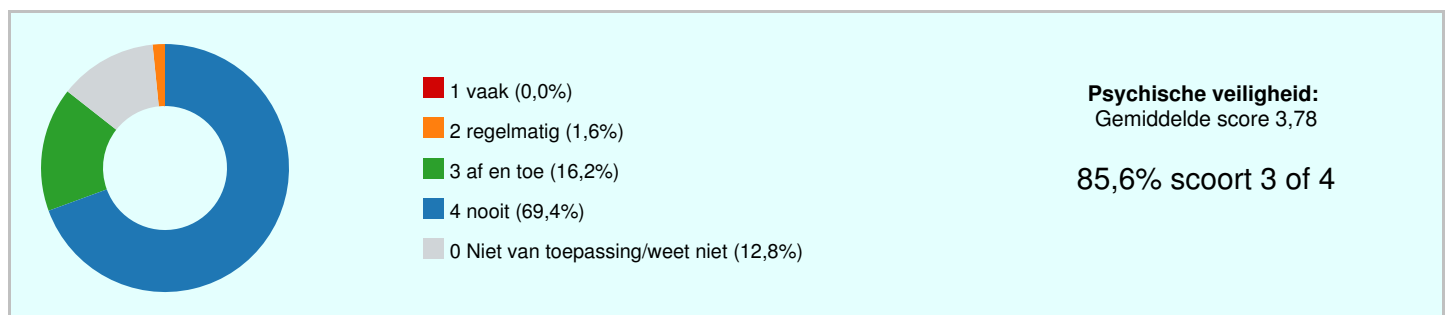 1 vaak (0,0%)
2 regelmatig (1,6%)
3 af en toe (16,2%)
4 nooit (69,4%)
0 Niet van toepassing/weet niet (12,8%)
Psychische veiligheid:
Gemiddelde score 3,78
85,6% scoort 3 of 4